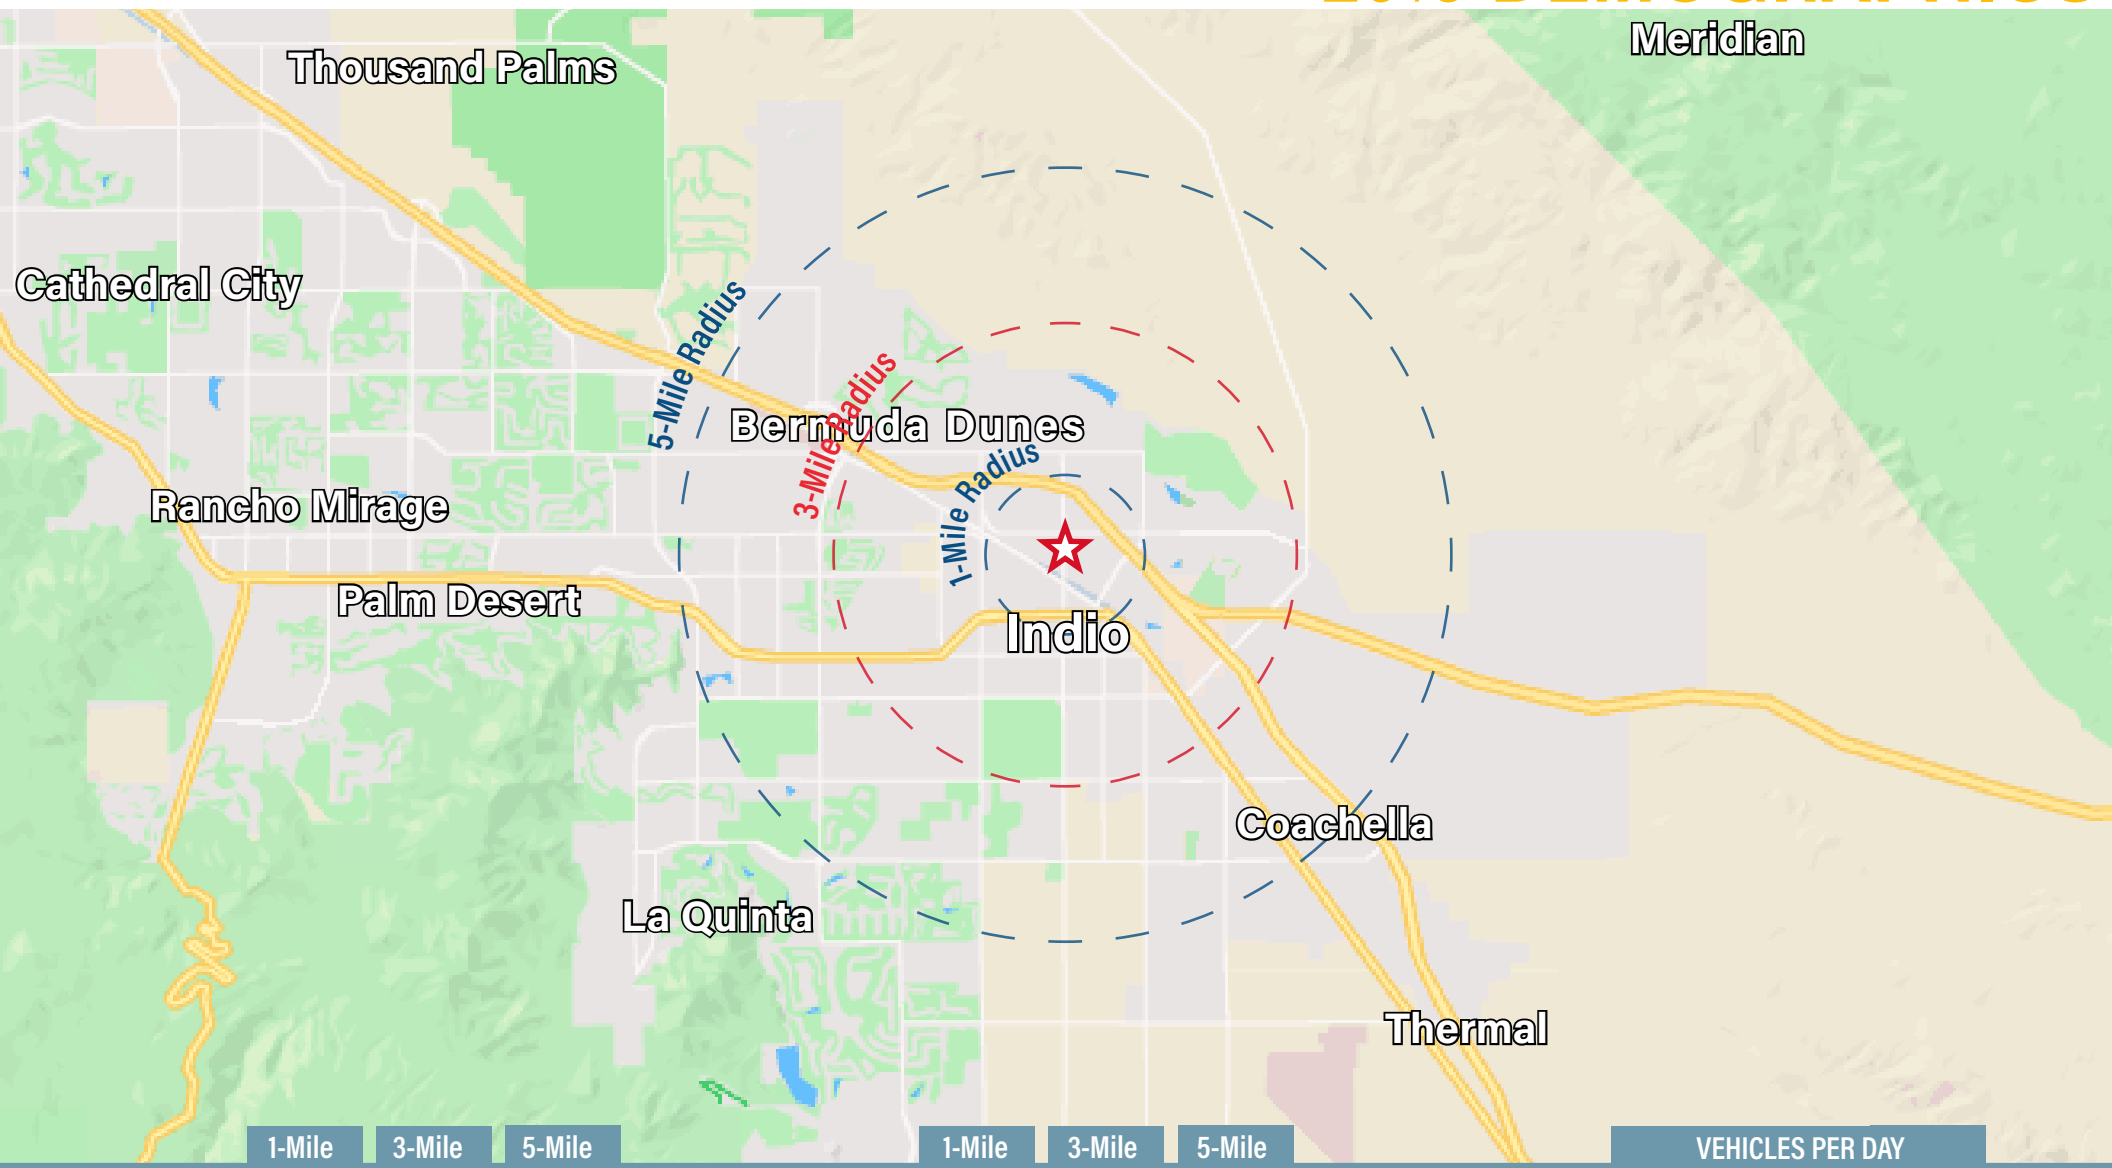 Meridian
Thousand Palms
Cathedral City
5-Mile Radius
3-Mile Radius
Bermuda Dunes
1-Mile Radius
Rancho Mirage
Palm Desert
Indio
Coachella
La Quinta
Thermal
1-Mile 3-Mile 5-Mile 1-Mile 3-Mile 5-Mile VEHICLES PER DAY